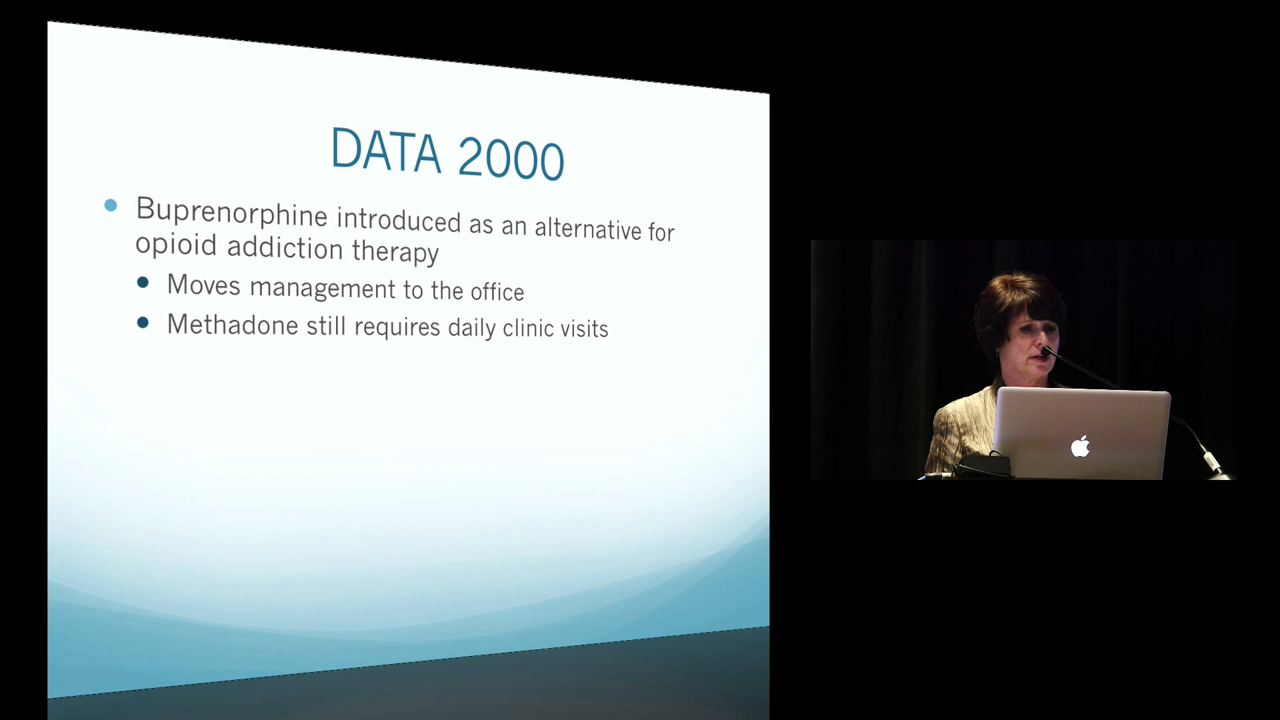 DATA 2000
Buprenorphine introduced as an alternative for
opioid addiction therapy
Moves management to the office
Methadone still requires daily clinic visits